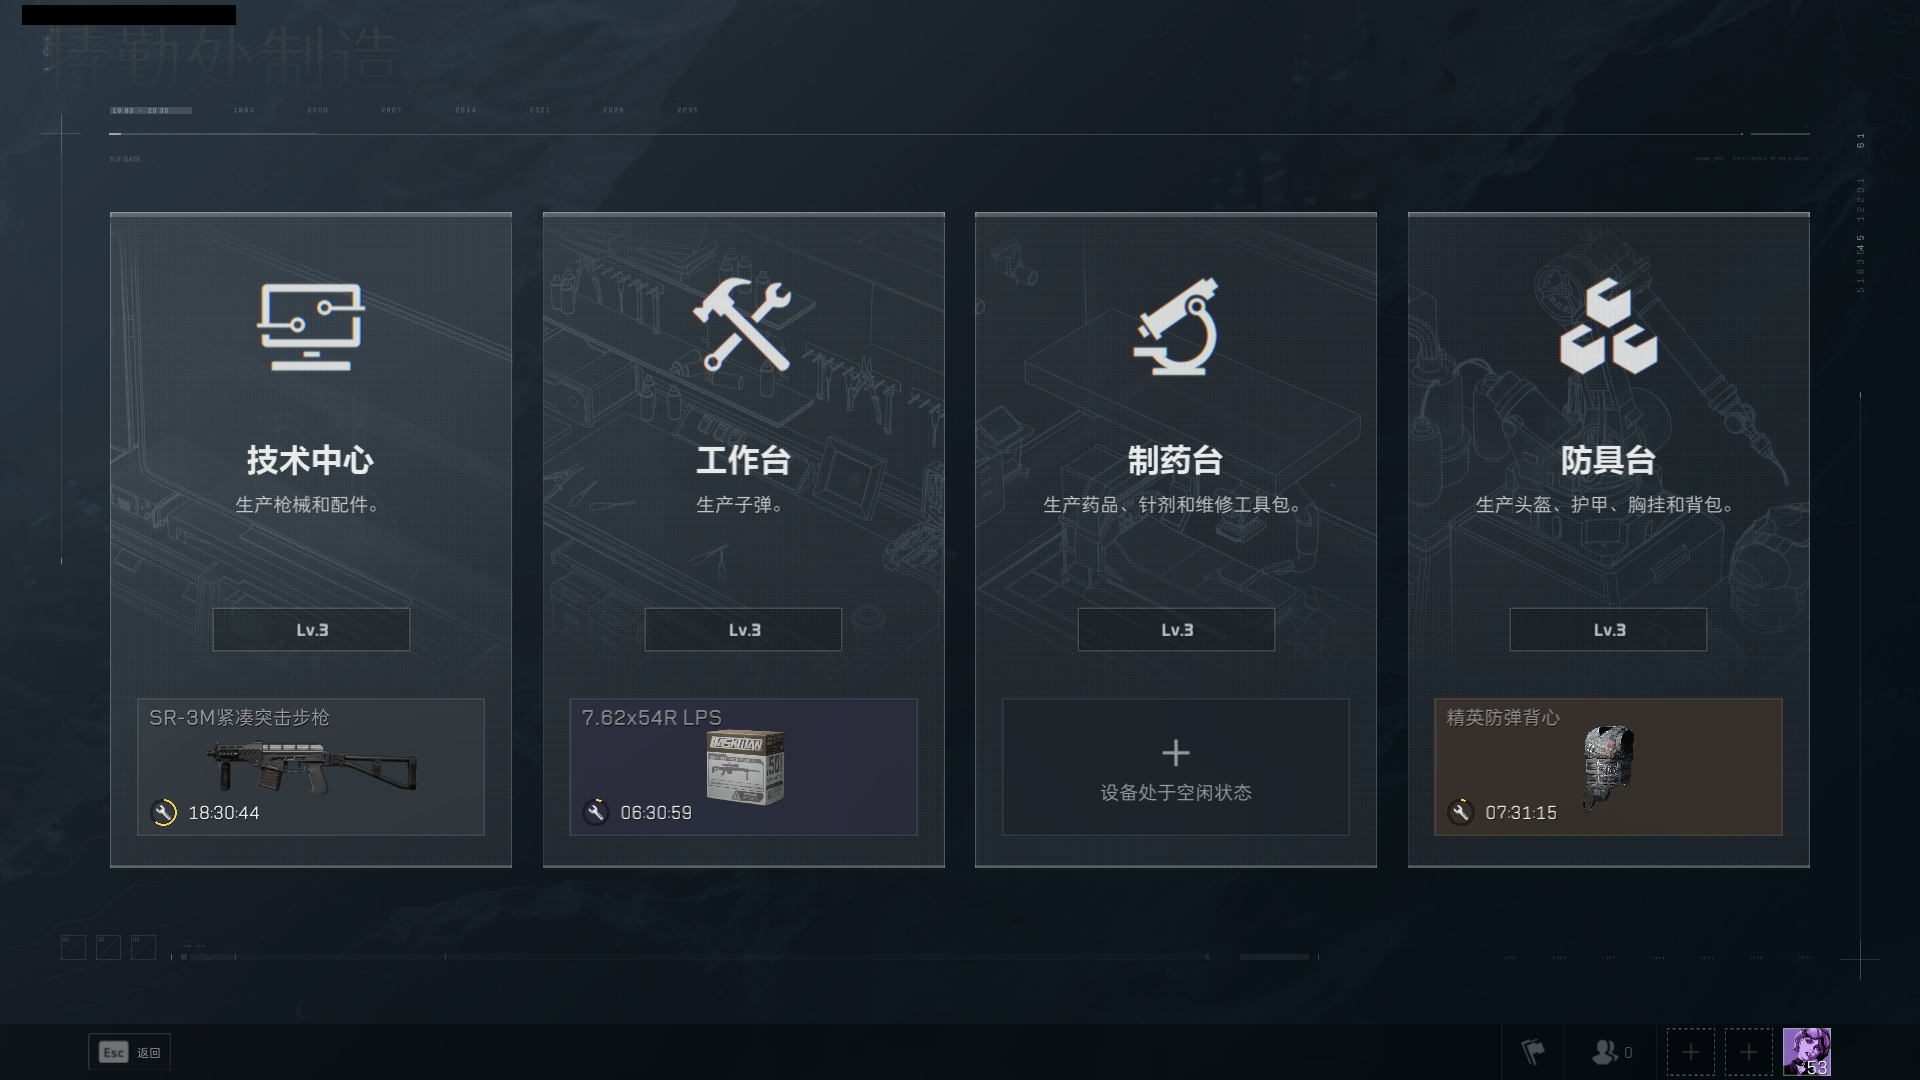 特勤处制造
1993 - 2035 1993 2000 2007 2014 2021 2028 2035
61
技术中心
生产枪械和配件。
Lv.3
SR-3M紧凑突击步枪
18:30:44
工作台
生产子弹。
Lv.3
7.62x54R LPS
06:30:59
制药台
生产药品、针剂和维修工具包。
Lv.3
设备处于空闲状态
防具台
生产头盔、护甲、胸挂和背包。
Lv.3
精英防弹背心
07:31:15
Esc 返回
0
53